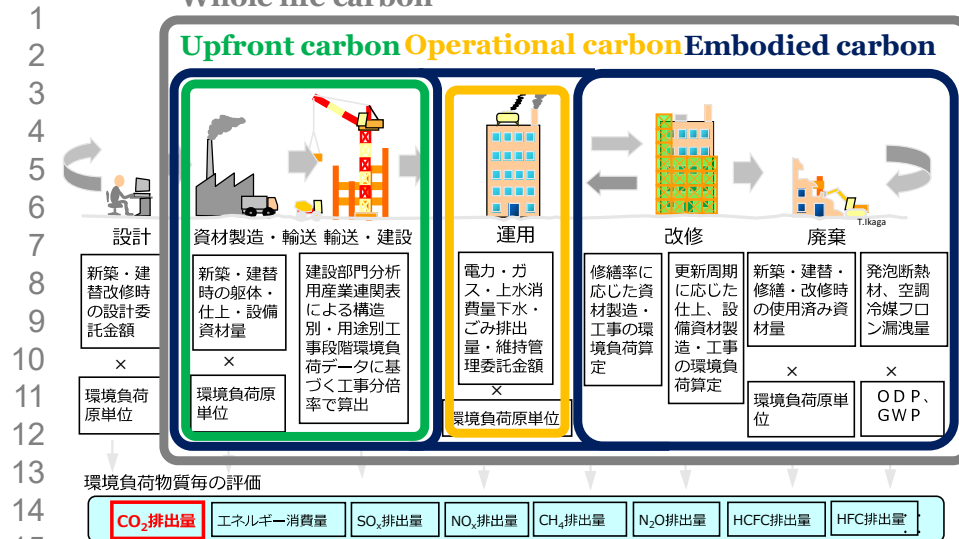 Whole life carbon
Upfront carbon Operational carbon Embodied carbon
1
2
3
4
5
6
7
8
9
10
11
12
13
14
T.Ikaga
設計
資材製造・輸送 輸送・建設
運用
改修
廃棄
新築・建
替改修時
の設計委
託金額
×
環境負荷
原単位
新築・建替
時の躯体・
仕上・設備
資材量
×
環境負荷原
単位
建設部門分析
用産業連関表
による構造
別・用途別工
事段階環境負
荷データに基
づく工事分倍
率で算出
電力・ガ
ス・上水消
費量下水・
ごみ排出
量・維持管
理委託金額
×
環境負荷原単位
修繕率に
応じた資
材製造・
工事の環
境負荷算
定
更新周期
に応じた
仕上、設
備資材製
造・工事
の環境負
荷算定
新築・建替・
修繕・改修時
の使用済み資
材量
×
環境負荷原単
位
発泡断熱
材、空調
冷媒フロ
ン漏洩量
×
ＯＤＰ、
GWP
環境負荷物質毎の評価
CO₂排出量
エネルギー消費量
SOₓ排出量
NOₓ排出量
CH₄排出量
N₂O排出量
HCFC排出量
HFC排出量